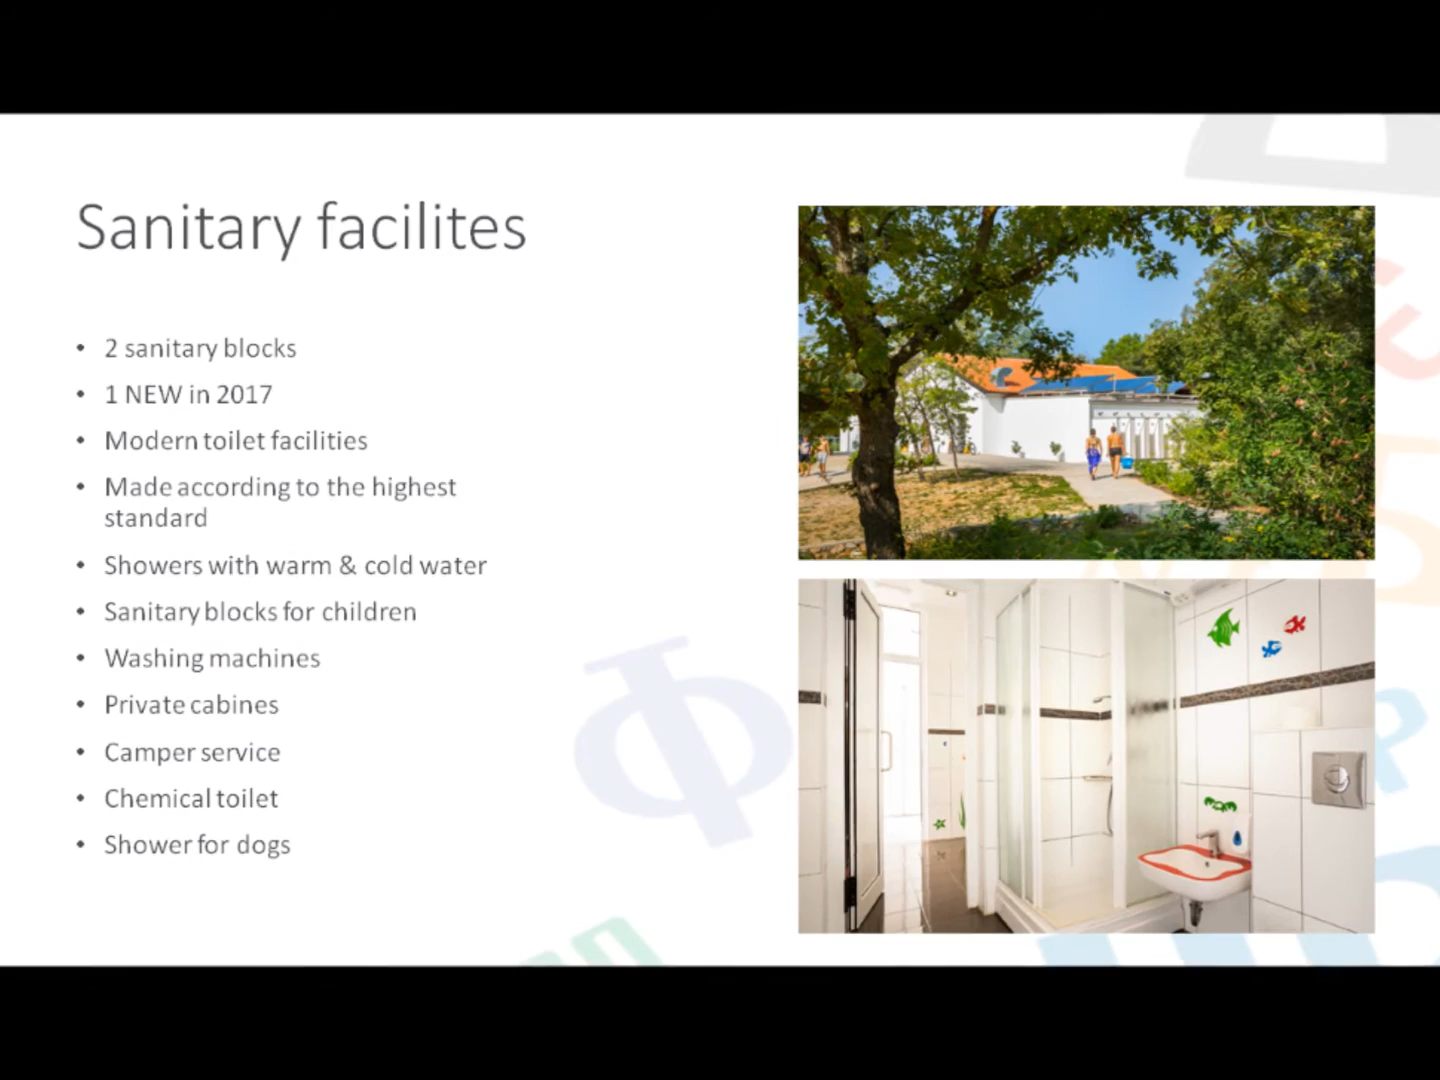 Sanitary facilites
• 2 sanitary blocks
• 1 NEW in 2017
• Modern toilet facilities
• Made according to the highest
standard
• Showers with warm & cold water
• Sanitary blocks for children
• Washing machines
• Private cabines
• Camper service
• Chemical toilet
• Shower for dogs